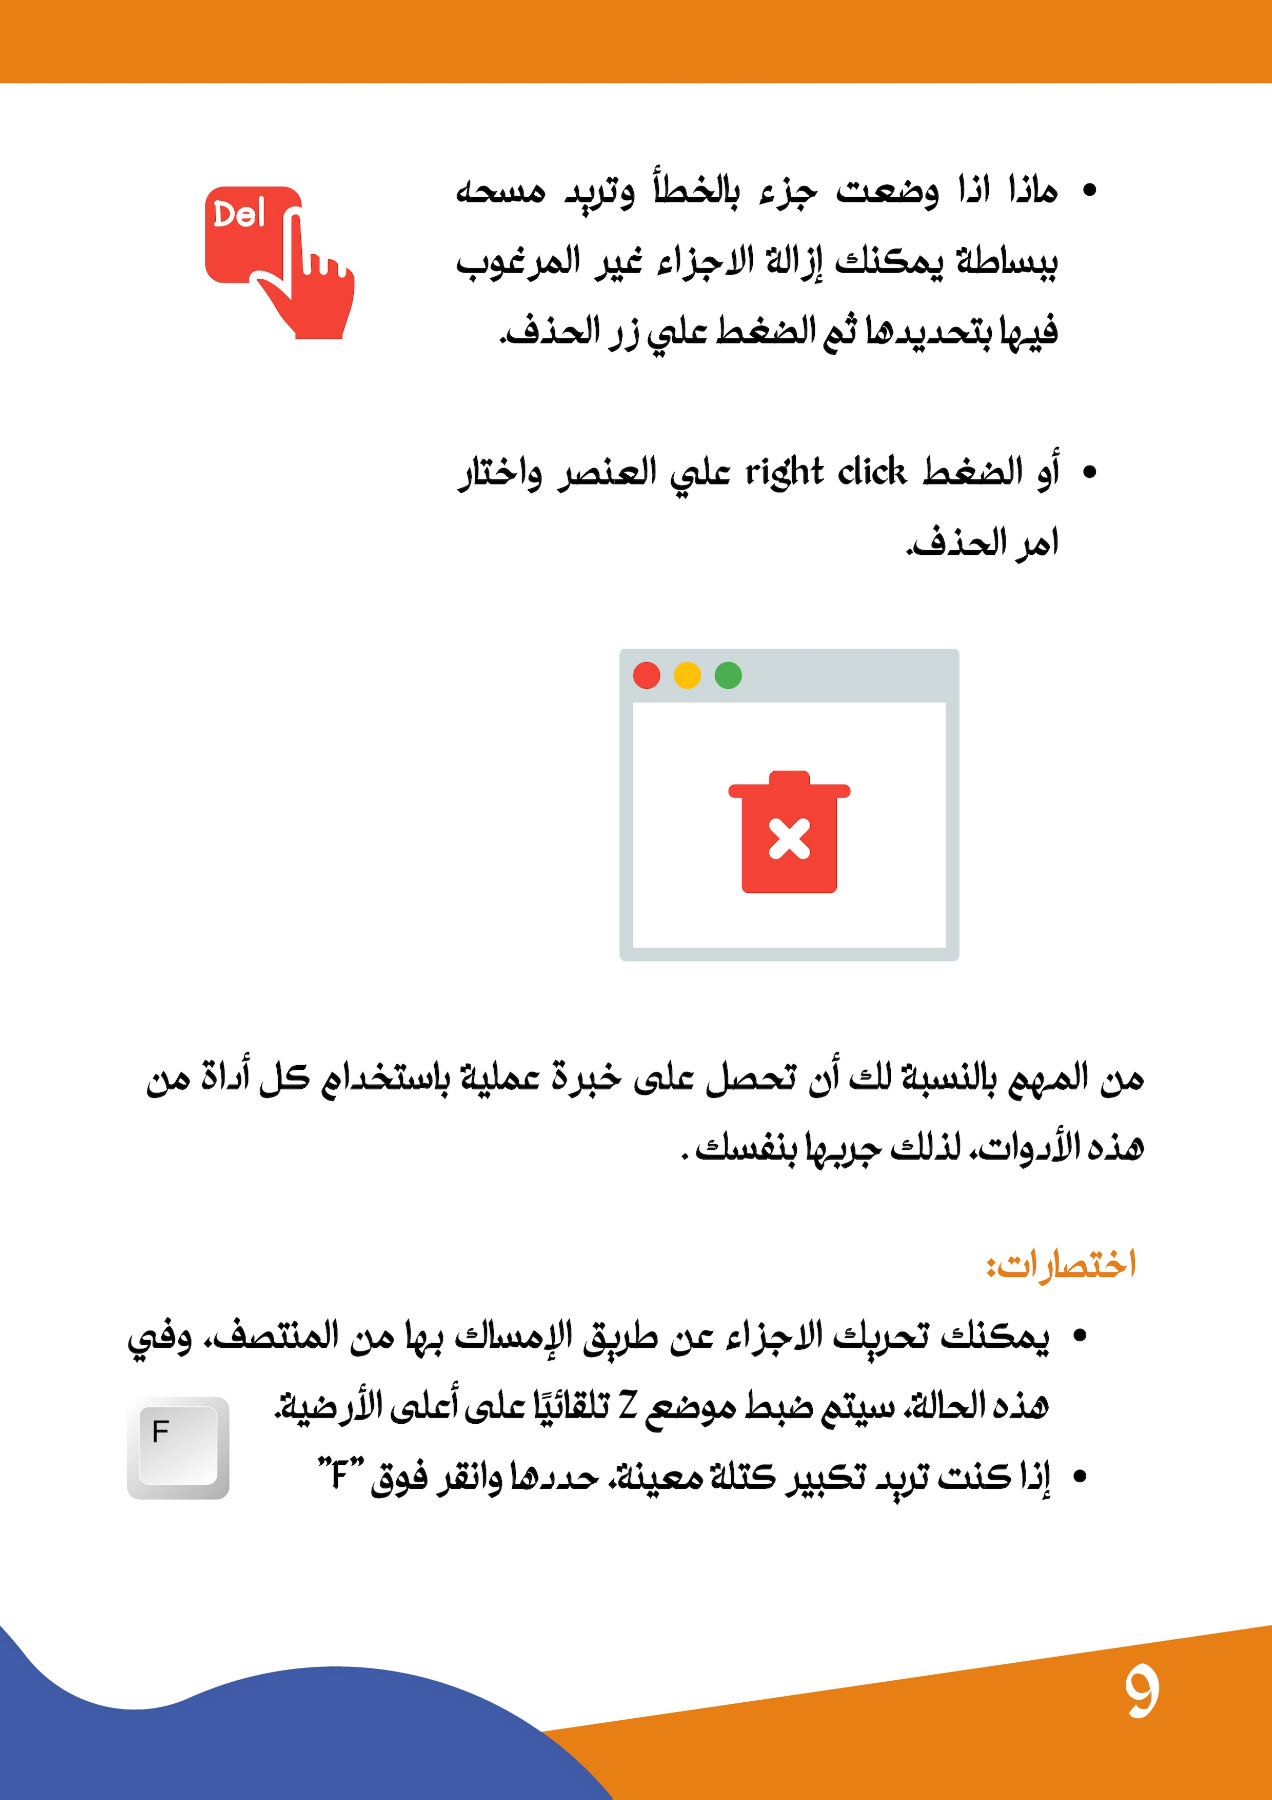 • ماذا اذا وضعت جزء بالخطأ وتريد مسحه
ببساطة يمكنك إزالة الاجزاء غير المرغوب
فيها بتحديدها ثم الضغط علي زر الحذف.
Del
• أو الضغط right click علي العنصر واختار
امر الحذف.
من المهم بالنسبة لك أن تحصل على خبرة عملية باستخدام كل أداة من
هذه الأدوات، لذلك جربها بنفسك .
اختصارات:
• يمكنك تحريك الاجزاء عن طريق الإمساك بها من المنتصف، وفي
هذه الحالة، سيتم ضبط موضع Z تلقائيًا على أعلى الأرضية.
• إذا كنت تريد تكبير كتلة معينة، حددها وانقر فوق "F"
F
9